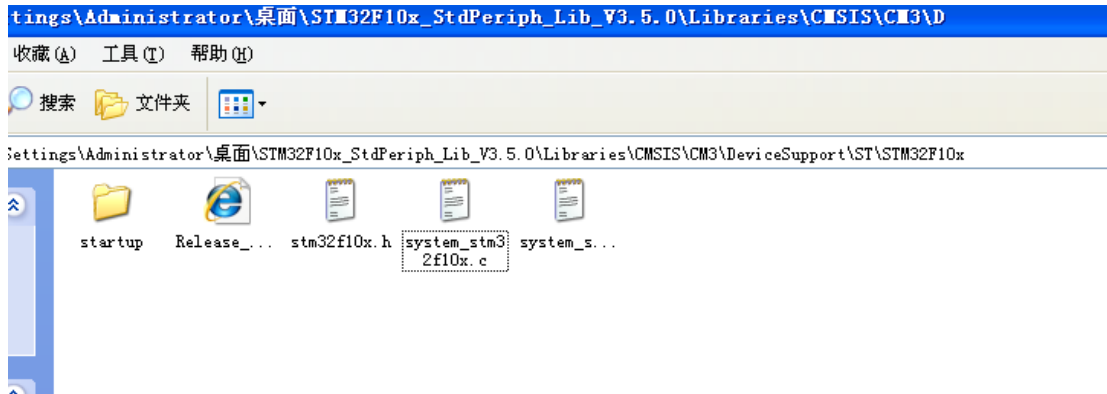 tings\Administrator\桌面\STM32F10x_StdPeriph_Lib_V3.5.0\Libraries\CMSIS\CM3\D
收藏(A) 工具(T) 帮助(H)
搜索 文件夹
Settings\Administrator\桌面\STM32F10x_StdPeriph_Lib_V3.5.0\Libraries\CMSIS\CM3\DeviceSupport\ST\STM32F10x
startup Release_... stm32f10x.h system_stm3 system_s...
2f10x.c